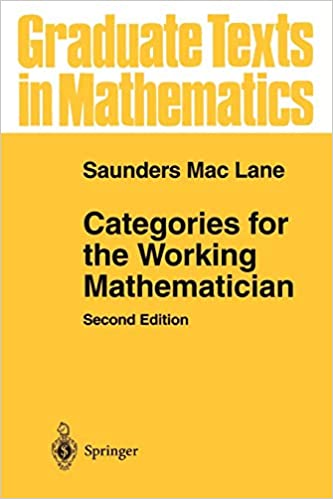 Graduate Texts
in Mathematics
Saunders Mac Lane
Categories for
the Working
Mathematician
Second Edition
Springer